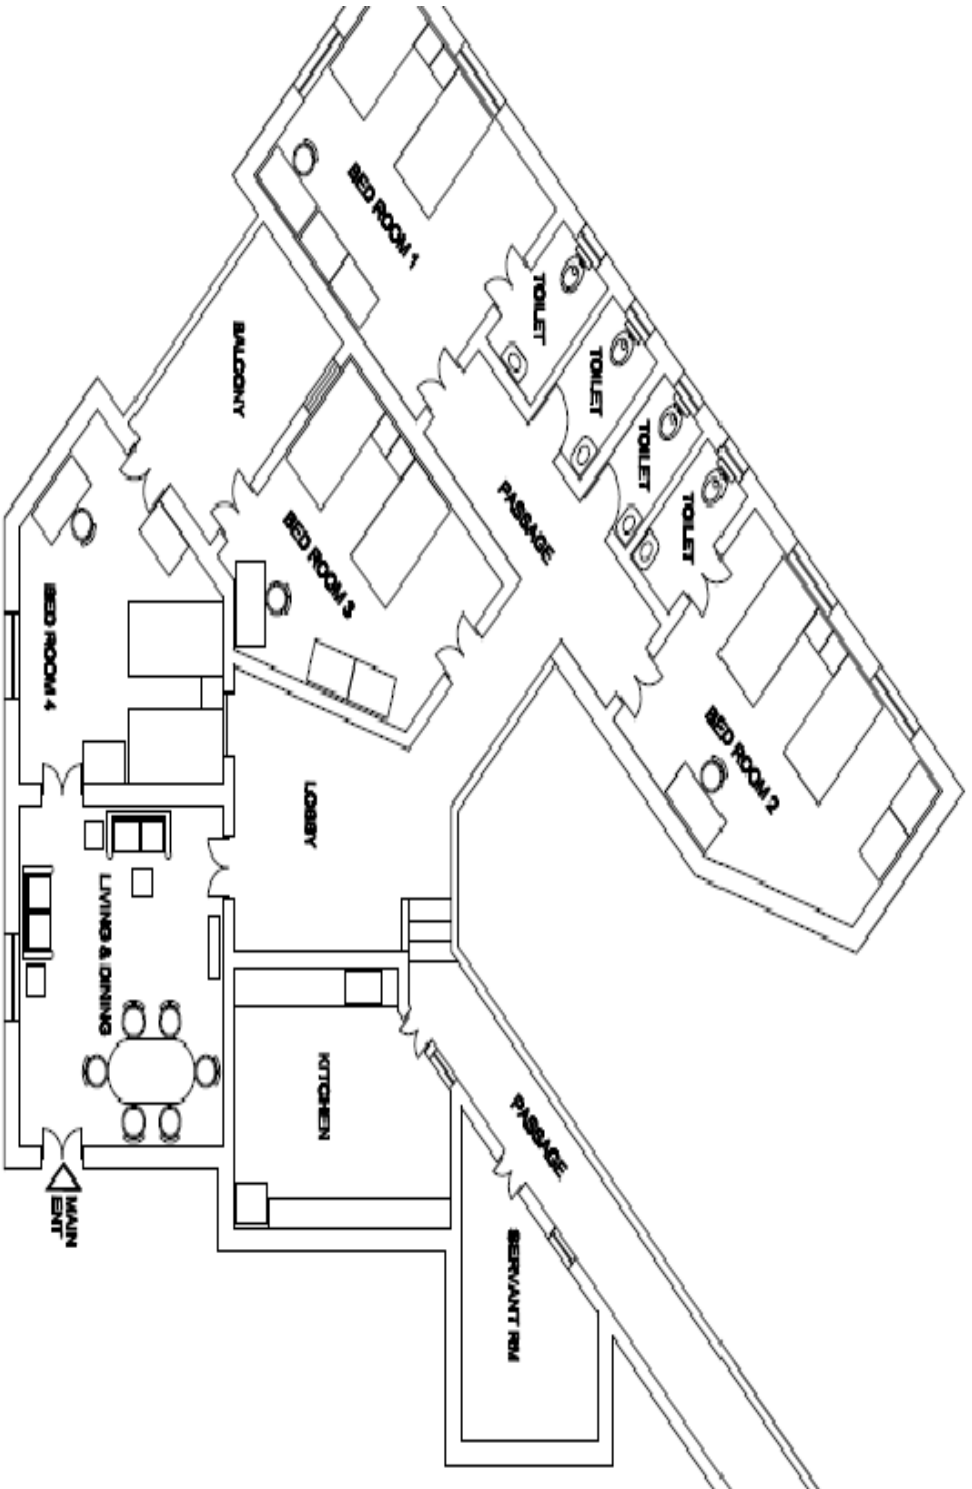 BED ROOM 1
TOILET
TOILET
TOILET
TOILET
BALCONY
PASSAGE
BED ROOM 3
BED ROOM 4
BED ROOM 2
LOBBY
LIVING & DINING
KITCHEN
PASSAGE
MAIN
ENT
SERVANT RM